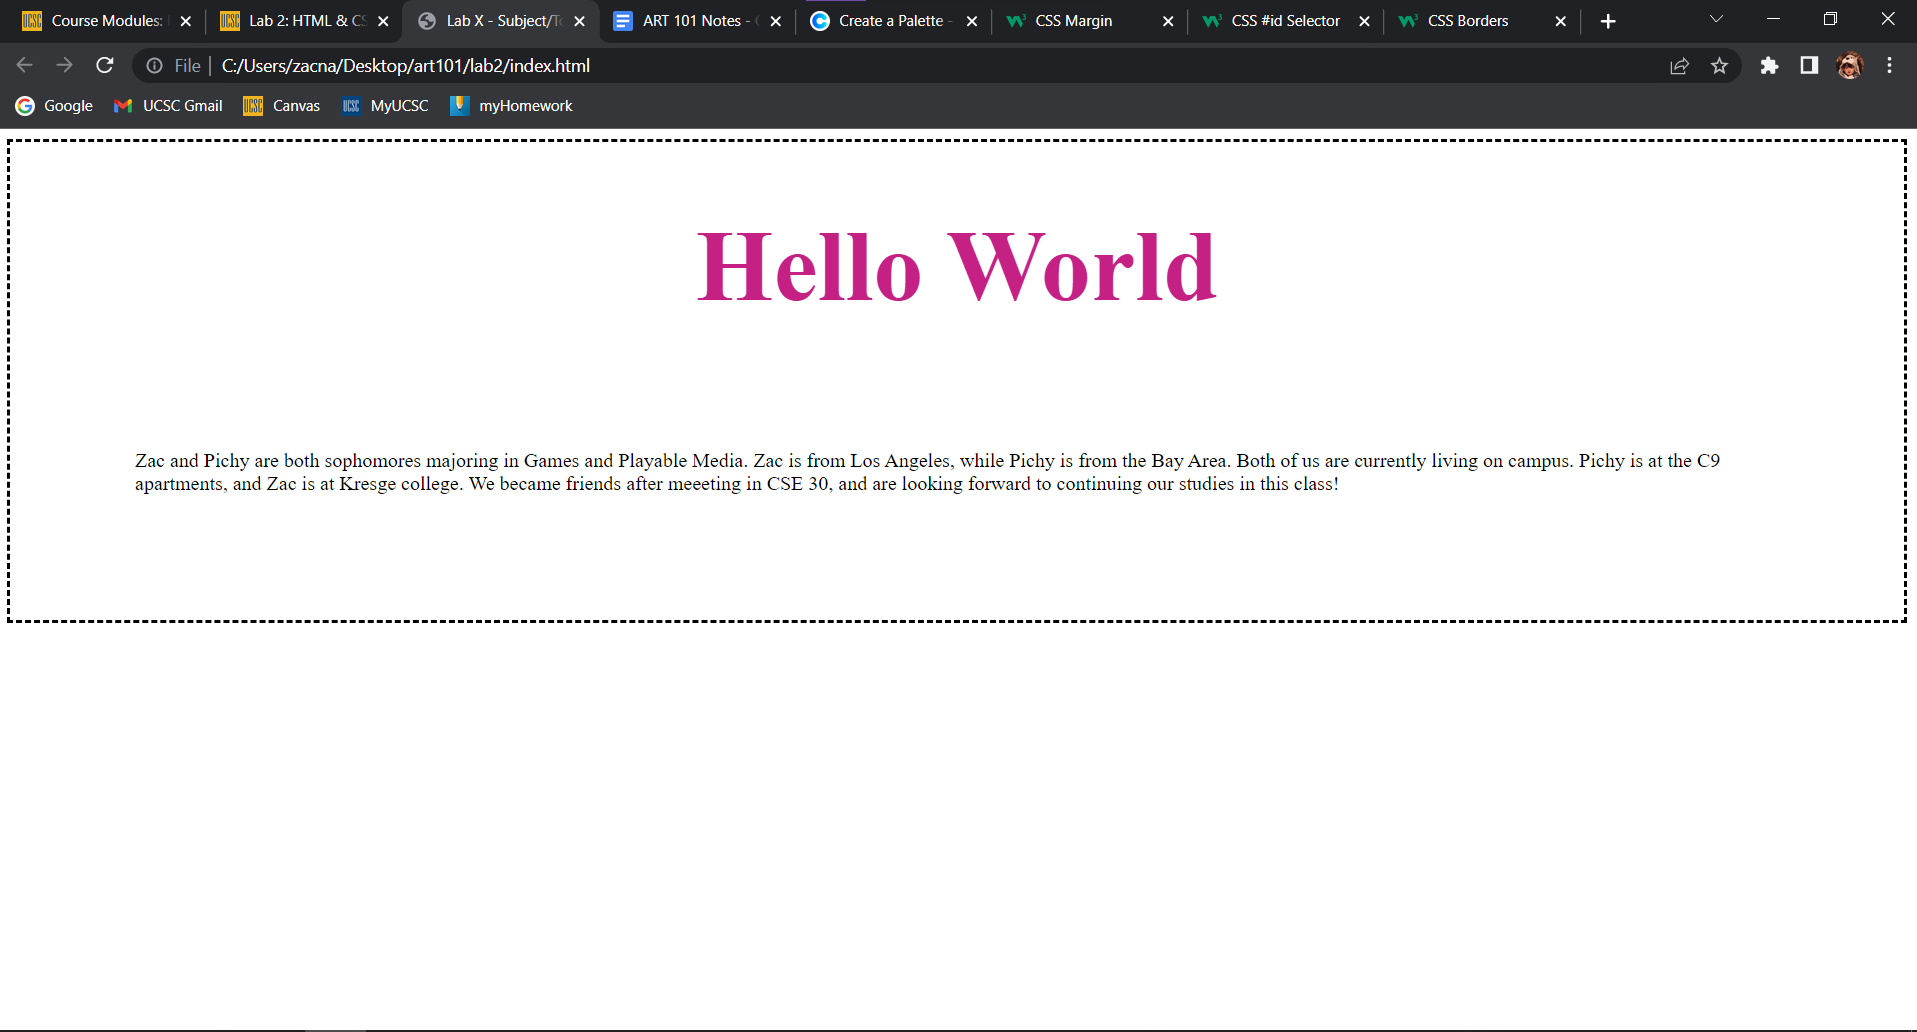 Course Modules:
Lab 2: HTML & CS
Lab X - Subject/To
ART 101 Notes -
Create a Palette -
CSS Margin
CSS #id Selector
CSS Borders
File | C:/Users/zacna/Desktop/art101/lab2/index.html
Google
UCSC Gmail
UCSC Canvas
UCSC MyUCSC
myHomework
Hello World
Zac and Pichy are both sophomores majoring in Games and Playable Media. Zac is from Los Angeles, while Pichy is from the Bay Area. Both of us are currently living on campus. Pichy is at the C9
apartments, and Zac is at Kresge college. We became friends after meeeting in CSE 30, and are looking forward to continuing our studies in this class!